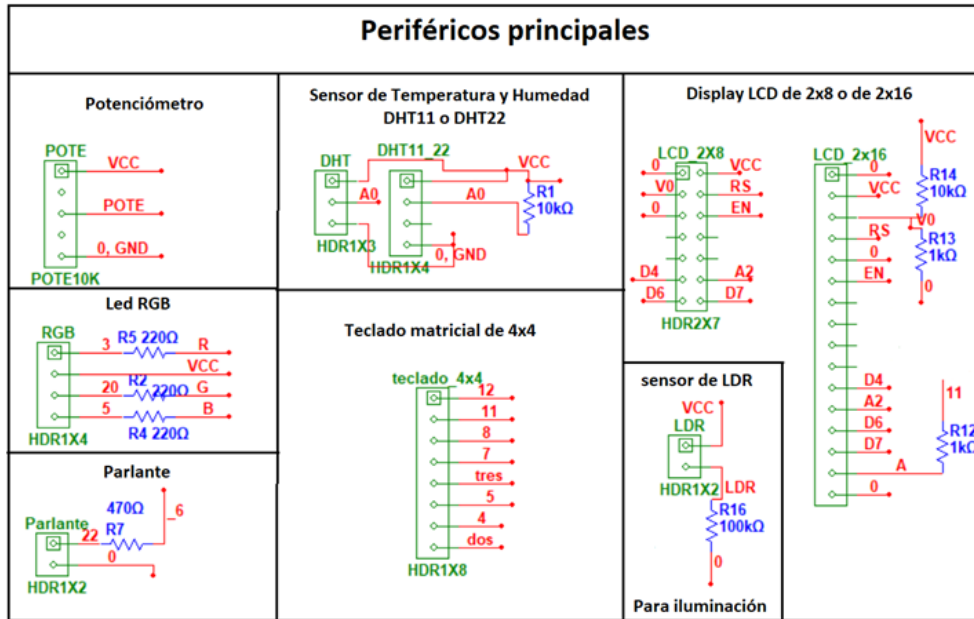 Periféricos principales
Potenciómetro
POTE
VCC
POTE
0, GND
POTE10K
Sensor de Temperatura y Humedad
DHT11 o DHT22
DHT
DHT11_22
VCC
A0
A0
R1
10kΩ
HDR1X3
HDR1X4
0, GND
Display LCD de 2x8 o de 2x16
LCD_2X8
0
VCC
V0
RS
0
EN
D4
A2
D6
D7
HDR2X7
LCD_2x16
VCC
0
R14
10kΩ
VCC
V0
RS
R13
1kΩ
0
EN
0
D4
11
A2
D6
R12
1kΩ
D7
A
0
Led RGB
RGB
R5 220Ω
3
R
VCC
R2
20
220Ω
G
5
B
R4 220Ω
HDR1X4
Teclado matricial de 4x4
teclado_4x4
12
11
8
7
tres
5
4
dos
HDR1X8
sensor de LDR
VCC
LDR
HDR1X2
LDR
R16
100kΩ
0
Para iluminación
Parlante
470Ω
_6
Parlante
22
R7
0
HDR1X2